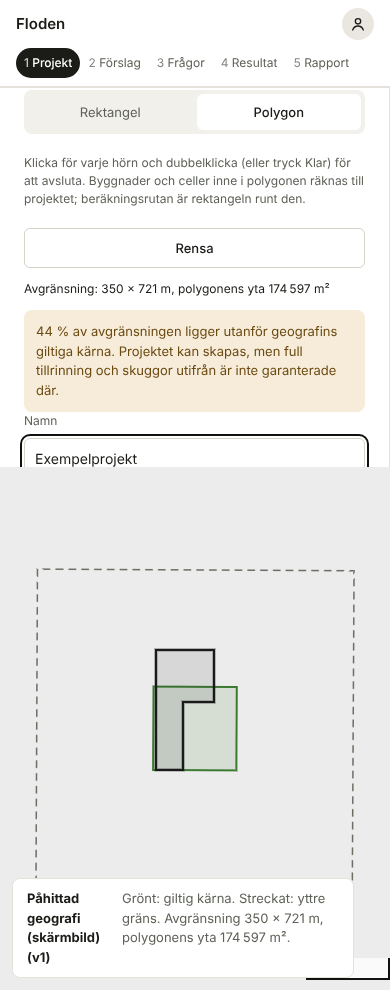 Floden
1 Projekt 2 Förslag 3 Frågor 4 Resultat 5 Rapport
Rektangel Polygon
Klicka för varje hörn och dubbelklicka (eller tryck Klar) för
att avsluta. Byggnader och celler inne i polygonen räknas till
projektet; beräkningsrutan är rektangeln runt den.
Rensa
Avgränsning: 350 × 721 m, polygonens yta 174 597 m²
44 % av avgränsningen ligger utanför geografins
giltiga kärna. Projektet kan skapas, men full
tillrinning och skuggor utifrån är inte garanterade
där.
Namn
Exempelprojekt
Påhittad
geografi
(skärmbild)
(v1)
Grönt: giltig kärna. Streckat: yttre
gräns. Avgränsning 350 × 721 m,
polygonens yta 174 597 m².